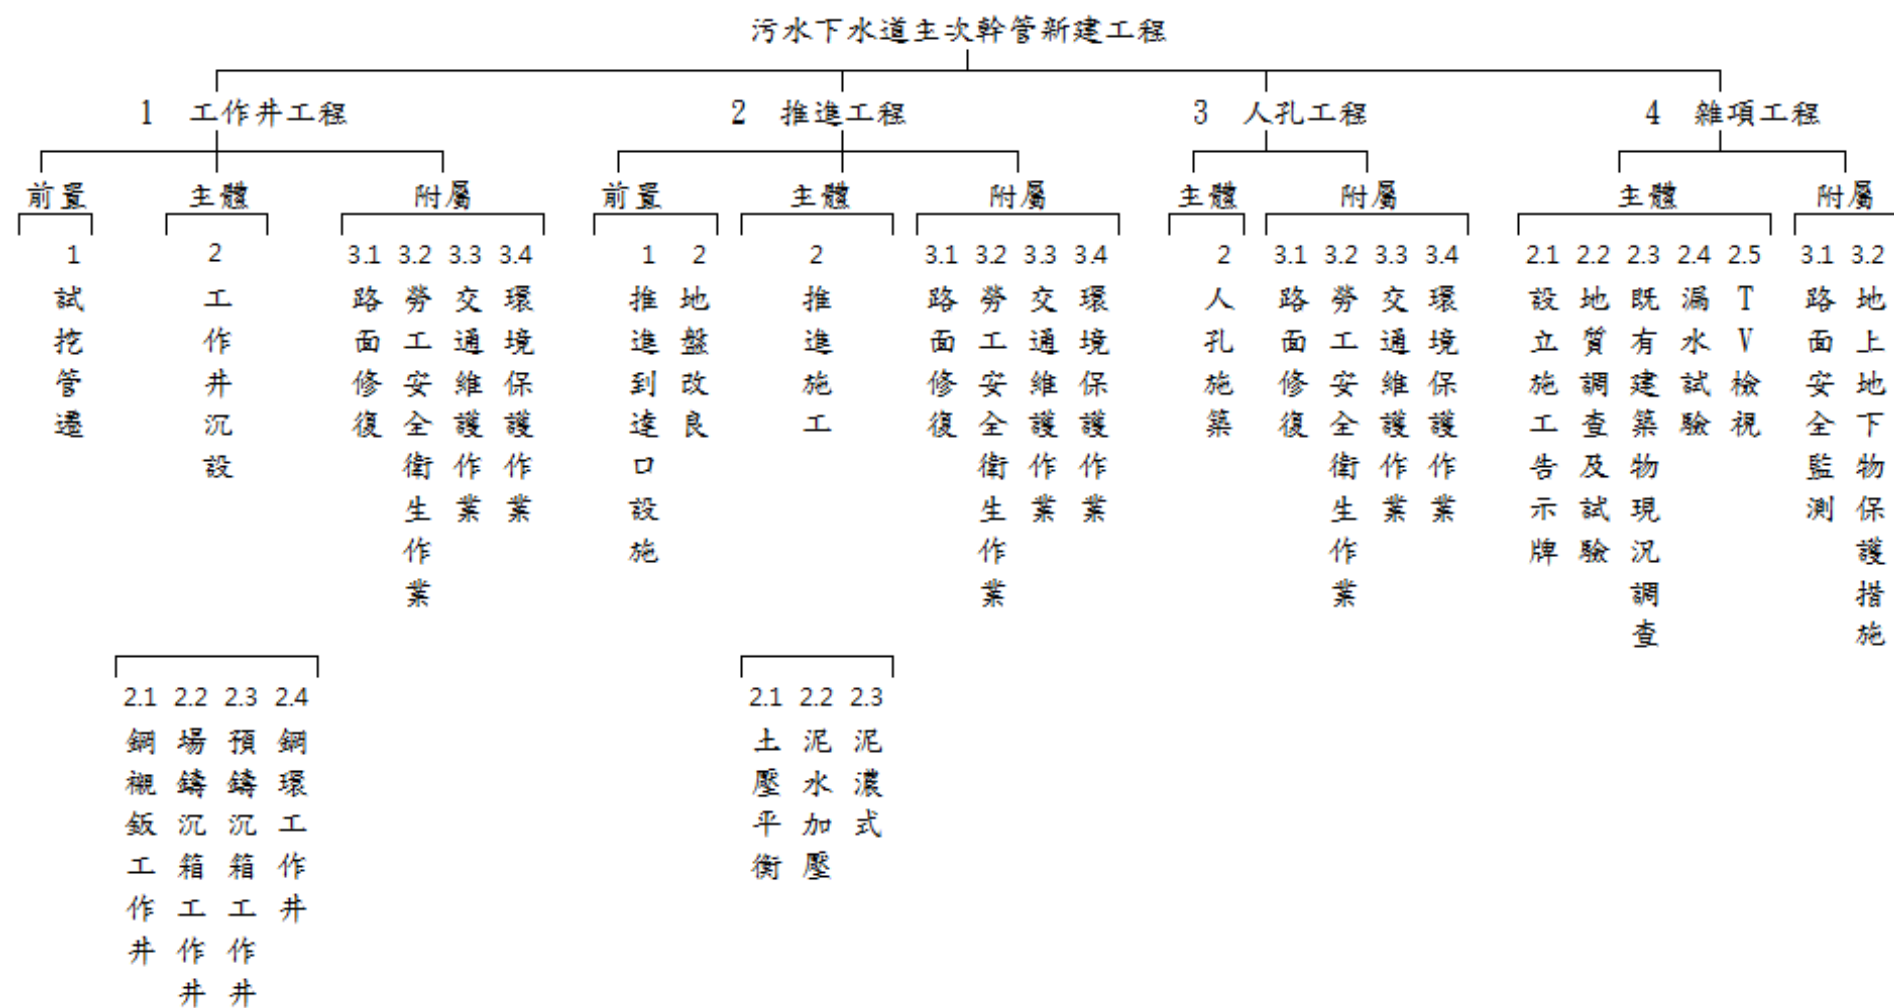 污水下水道主次幹管新建工程
1 工作井工程
2 推進工程
3 人孔工程
4 雜項工程
前置
主體
附屬
前置
主體
附屬
主體
附屬
主體
附屬
1 試挖管遷
2 工作井沉設
3.1 路面修復
3.2 勞工安全衛生作業
3.3 交通維護作業
3.4 環境保護作業
1 推進到達口設施
2 地盤改良
2 推進施工
3.1 路面修復
3.2 勞工安全衛生作業
3.3 交通維護作業
3.4 環境保護作業
2 人孔施築
3.1 路面修復
3.2 勞工安全衛生作業
3.3 交通維護作業
3.4 環境保護作業
2.1 設立施工告示牌
2.2 地質調查及試驗
2.3 既有建築物現況調查
2.4 漏水試驗
2.5 TV檢視
3.1 路面安全監測
3.2 地上地下物保護措施
2.1 鋼襯鈑工作井
2.2 場鑄沉箱工作井
2.3 預鑄沉箱工作井
2.4 鋼環工作井
2.1 土壓平衡
2.2 泥水加壓
2.3 泥濃式